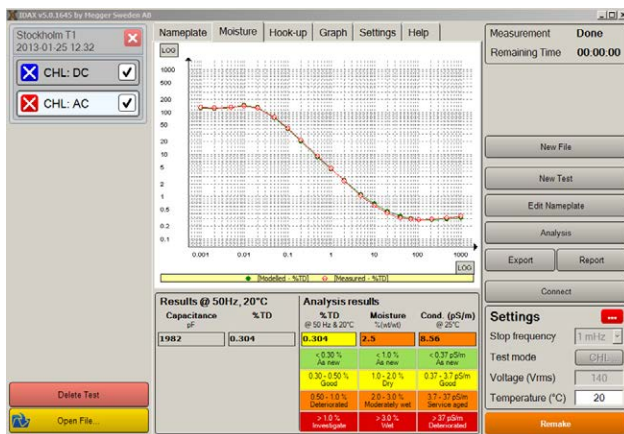 IDAX v5.0.1645 by Megger Sweden AB
Stockholm T1
2013-01-25 12.32
CHL: DC
CHL: AC
Delete Test
Open File...
Nameplate
Moisture
Hook-up
Graph
Settings
Help
LOG
1000
500
200
100
50
20
10
5
2
1
0.5
0.2
0.1
0.001
0.01
0.1
1
10
100
1000
LOG
[Modelled - %TD]
[Measured - %TD]
Results @ 50Hz, 20°C
Capacitance
pF
%TD
1982
0.304
Analysis results
%TD
@ 50 Hz & 20°C
Moisture
%(wt/wt)
Cond. (pS/m)
@ 25°C
0.304
2.5
8.56
< 0.30 %
As new
< 1.0 %
As new
< 0.37 pS/m
As new
0.30 - 0.50 %
Good
1.0 - 2.0 %
Dry
0.37 - 3.7 pS/m
Good
0.50 - 1.0 %
Deteriorated
2.0 - 3.0 %
Moderately wet
3.7 - 37 pS/m
Service aged
> 1.0 %
Investigate
> 3.0 %
Wet
> 37 pS/m
Deteriorated
Measurement Done
Remaining Time 00:00:00
New File
New Test
Edit Nameplate
Analysis
Export
Report
Connect
Settings
Stop frequency 1 mHz
Test mode CHL
Voltage (Vrms) 140
Temperature (°C) 20
Remake